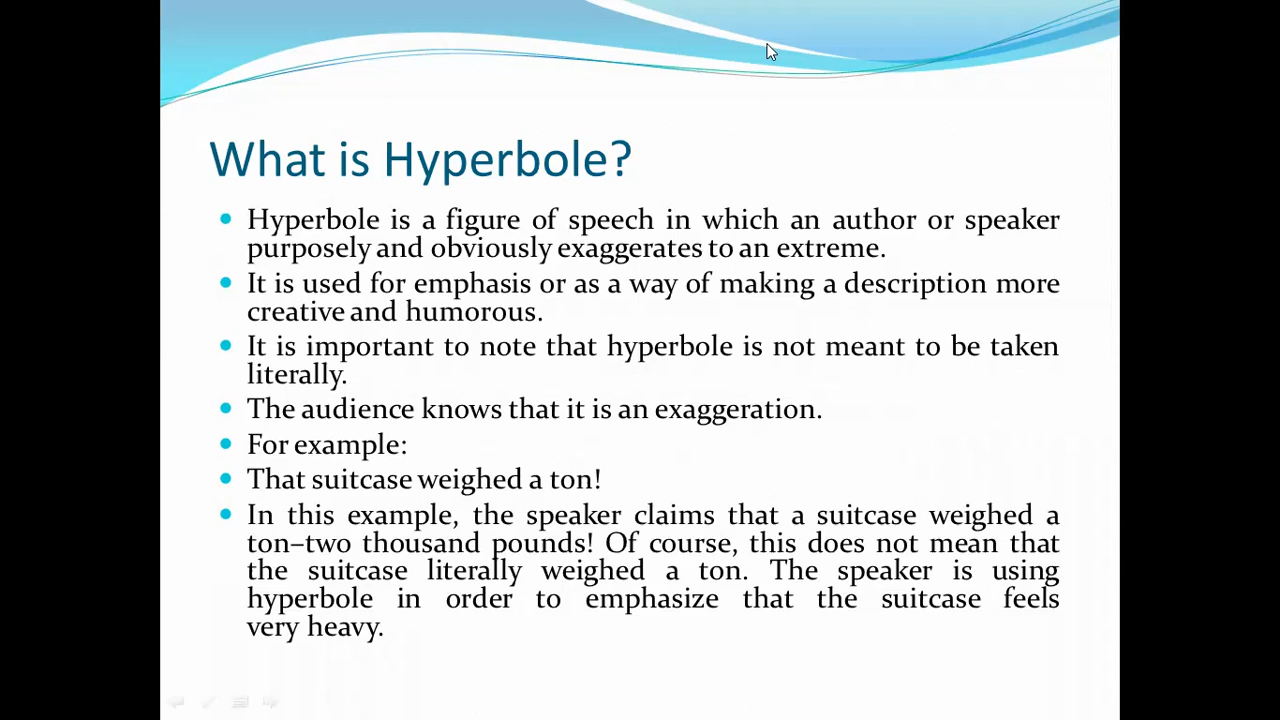 What is Hyperbole?
Hyperbole is a figure of speech in which an author or speaker
purposely and obviously exaggerates to an extreme.
It is used for emphasis or as a way of making a description more
creative and humorous.
It is important to note that hyperbole is not meant to be taken
literally.
The audience knows that it is an exaggeration.
For example:
That suitcase weighed a ton!
In this example, the speaker claims that a suitcase weighed a
ton–two thousand pounds! Of course, this does not mean that
the suitcase literally weighed a ton. The speaker is using
hyperbole in order to emphasize that the suitcase feels
very heavy.